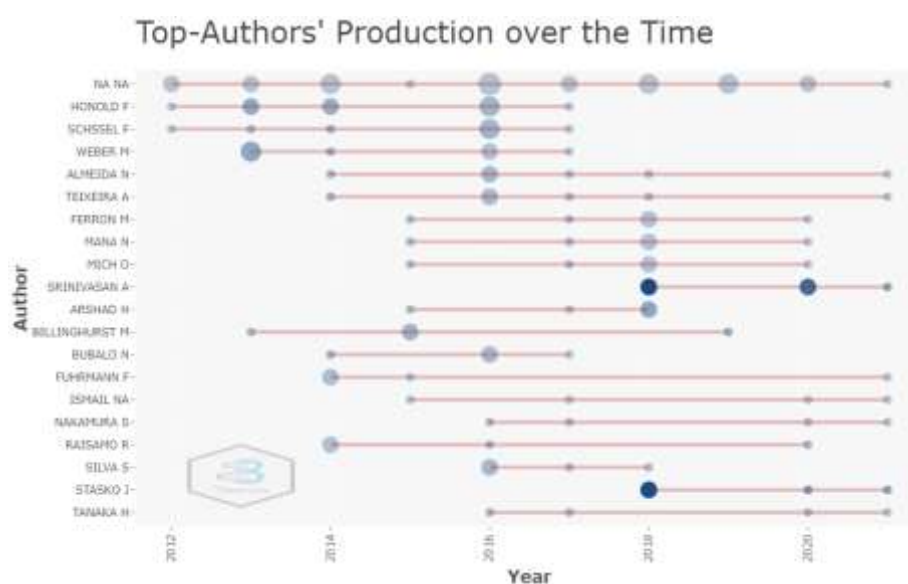 Top-Authors' Production over the Time
Author
NA NA
HONOLD F
SCHSSEL F
WEBER M
ALMEIDA N
TEIXEIRA A
FERRON M
MANA N
MICH O
SRINIVASAN A
ARSHAD H
BILLINGHURST M
BUBALO N
FUHRMANN F
ISMAIL NA
NAKAMURA S
RAISAMO R
SILVA S
STASKO J
TANAKA H
2012
2014
2016
2018
2020
Year